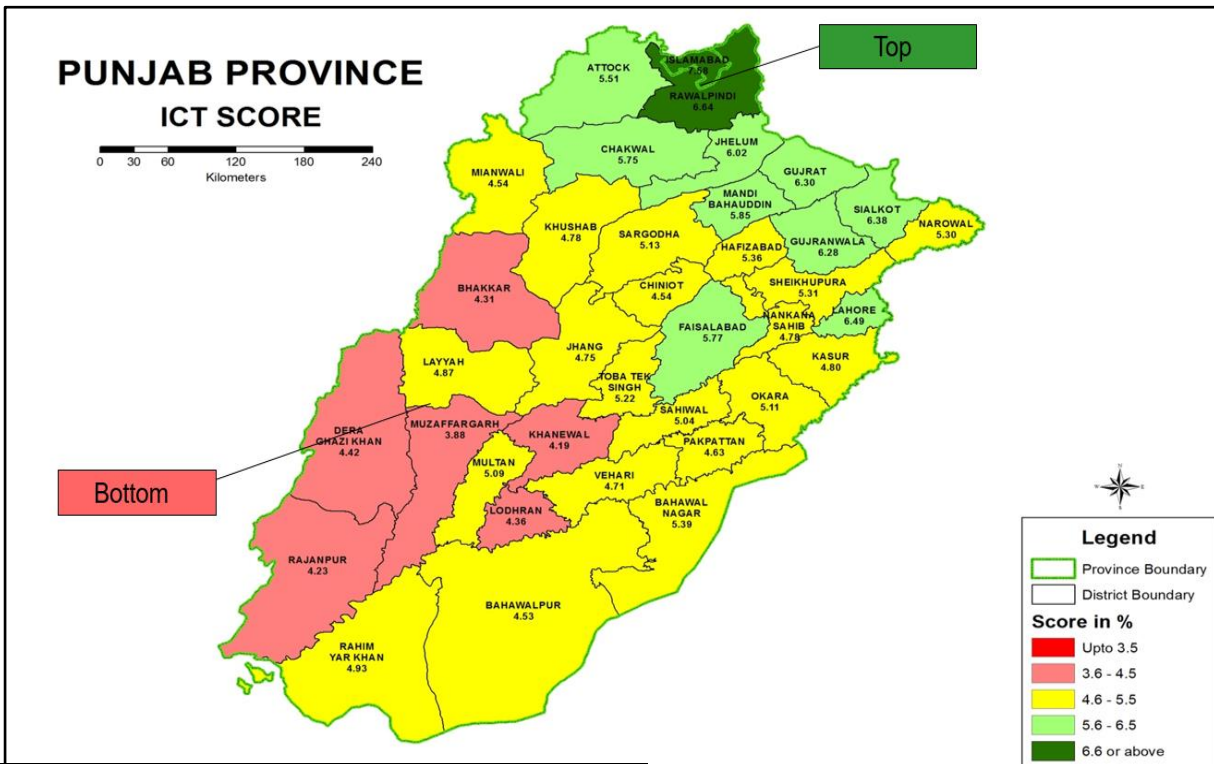 PUNJAB PROVINCE
ICT SCORE
0 30 60 120 180 240
Kilometers
Top
ISLAMABAD
7.58
RAWALPINDI
6.64
ATTOCK
5.51
CHAKWAL
5.75
JHELUM
6.02
GUJRAT
6.30
MIANWALI
4.54
MANDI
BAHAUDDIN
5.85
SIALKOT
6.38
NAROWAL
5.30
KHUSHAB
4.78
SARGODHA
5.13
HAFIZABAD
5.36
GUJRANWALA
6.28
BHAKKAR
4.31
CHINIOT
4.54
SHEIKHUPURA
5.31
FAISALABAD
5.77
NANKANA
SAHIB
4.78
LAHORE
6.49
LAYYAH
4.87
JHANG
4.75
TOBA TEK
SINGH
5.22
KASUR
4.80
OKARA
5.11
DERA
GHAZI KHAN
4.42
MUZAFFARGARH
3.88
KHANEWAL
4.19
SAHIWAL
5.04
PAKPATTAN
4.63
Bottom
MULTAN
5.09
VEHARI
4.71
LODHRAN
4.36
BAHAWAL
NAGAR
5.39
RAJANPUR
4.23
BAHAWALPUR
4.53
RAHIM
YAR KHAN
4.93
Legend
Province Boundary
District Boundary
Score in %
Upto 3.5
3.6 - 4.5
4.6 - 5.5
5.6 - 6.5
6.6 or above